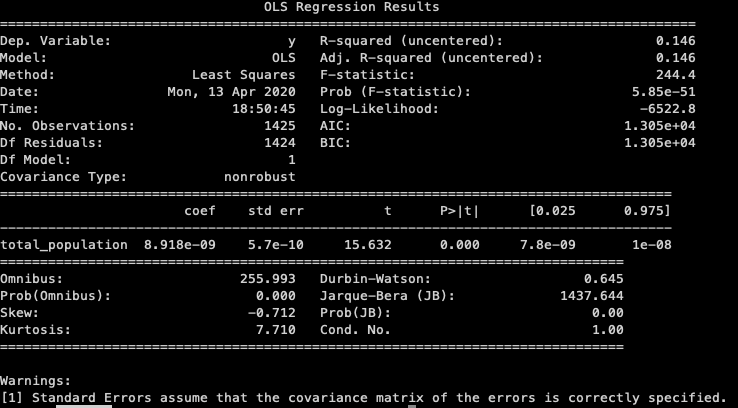 OLS Regression Results
==============================================================================
Dep. Variable: y R-squared (uncentered): 0.146
Model: OLS Adj. R-squared (uncentered): 0.146
Method: Least Squares F-statistic: 244.4
Date: Mon, 13 Apr 2020 Prob (F-statistic): 5.85e-51
Time: 18:50:45 Log-Likelihood: -6522.8
No. Observations: 1425 AIC: 1.305e+04
Df Residuals: 1424 BIC: 1.305e+04
Df Model: 1
Covariance Type: nonrobust
==============================================================================
coef std err t P>|t| [0.025 0.975]
------------------------------------------------------------------------------
total_population 8.918e-09 5.7e-10 15.632 0.000 7.8e-09 1e-08
==============================================================================
Omnibus: 255.993 Durbin-Watson: 0.645
Prob(Omnibus): 0.000 Jarque-Bera (JB): 1437.644
Skew: -0.712 Prob(JB): 0.00
Kurtosis: 7.710 Cond. No. 1.00
==============================================================================
Warnings:
[1] Standard Errors assume that the covariance matrix of the errors is correctly specified.